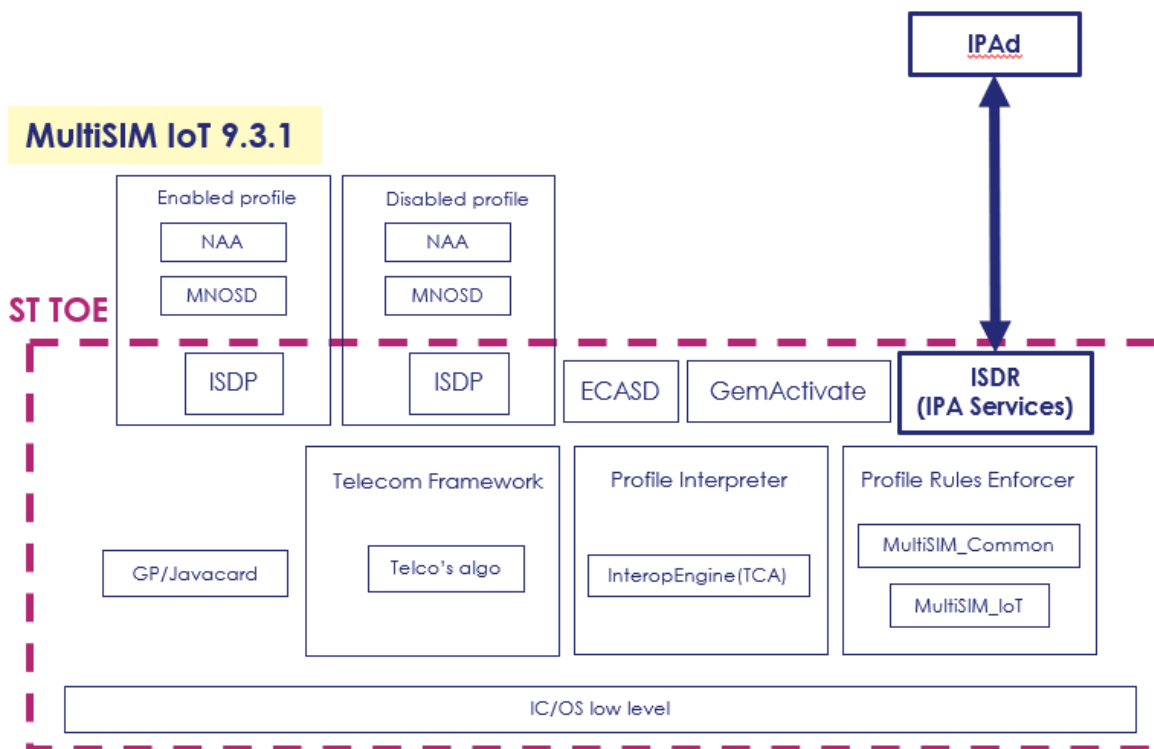 IPAd
MultiSIM IoT 9.3.1
Enabled profile
NAA
MNOSD
ISDP
Disabled profile
NAA
MNOSD
ISDP
ST TOE
ECASD
GemActivate
ISDR
(IPA Services)
GP/Javacard
Telecom Framework
Telco's algo
Profile Interpreter
InteropEngine(TCA)
Profile Rules Enforcer
MultiSIM_Common
MultiSIM_IoT
IC/OS low level